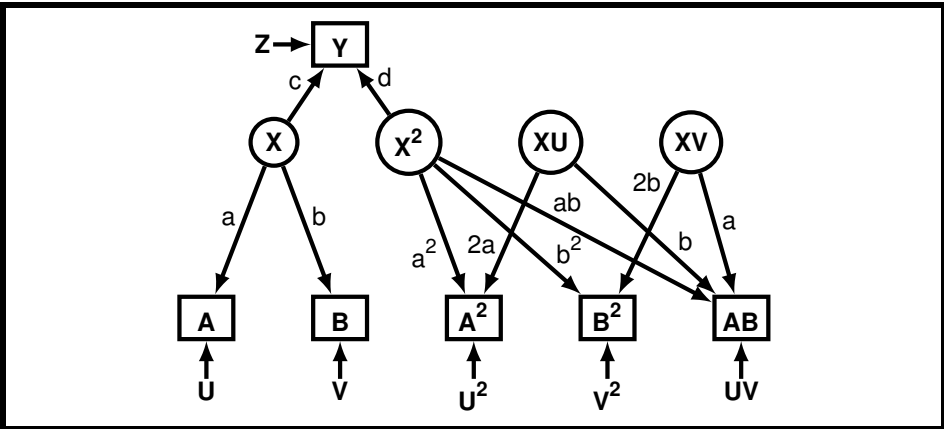 Z Y
c d
X X² XU XV
a b a² 2a b² ab b 2b a
A B A² B² AB
U V U² V² UV